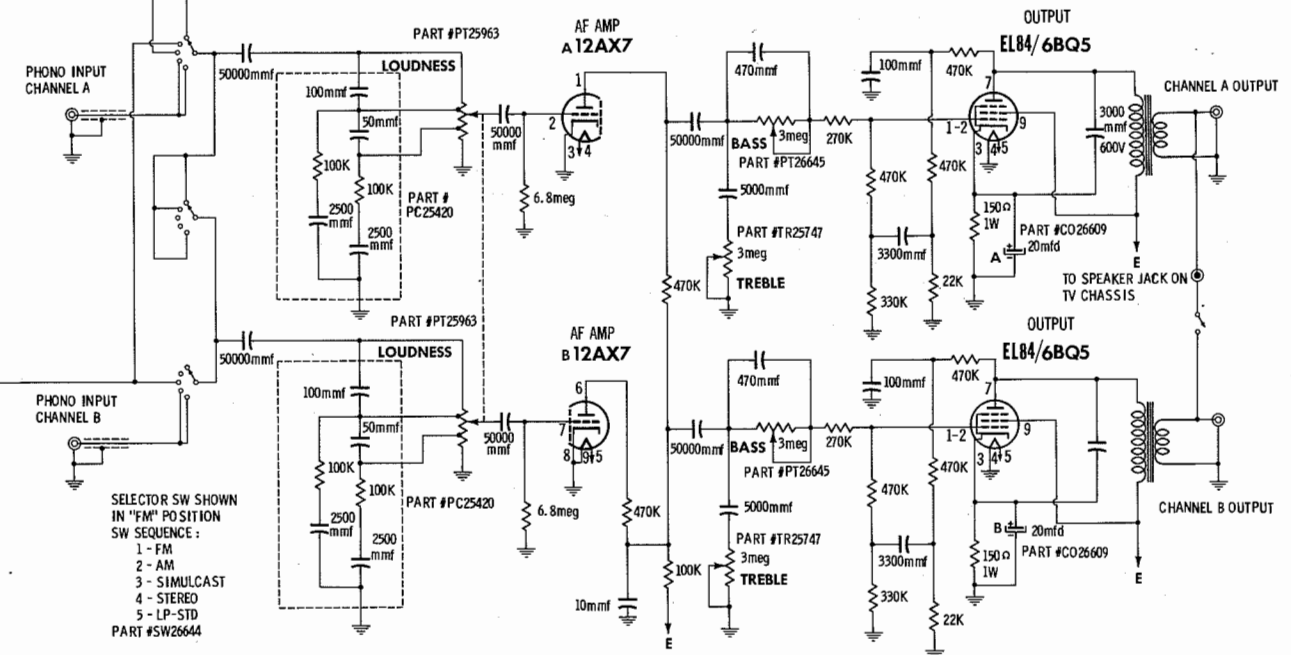 PHONO INPUT
CHANNEL A
50000mmf
PART #PT25963
LOUDNESS
100mmf
50mmf
100K
100K
2500
mmf
2500
mmf
PART #
PC25420
50000
mmf
6.8meg
AF AMP
A 12AX7
1
2
3
4
470K
50000mmf
470mmf
3meg
BASS
PART #PT26645
270K
5000mmf
PART #TR25747
3meg
TREBLE
100mmf
470K
OUTPUT
EL84/6BQ5
7
1-2
9
3
4
5
470K
470K
3300mmf
330K
22K
150Ω
1W
A
PART #CO26609
20mfd
3000
mmf
600V
E
CHANNEL A OUTPUT
TO SPEAKER JACK ON
TV CHASSIS
PHONO INPUT
CHANNEL B
50000mmf
PART #PT25963
LOUDNESS
100mmf
50mmf
100K
100K
2500
mmf
2500
mmf
PART #PC25420
50000
mmf
6.8meg
AF AMP
B 12AX7
6
7
8
9
5
470K
10mmf
100K
E
50000mmf
470mmf
3meg
BASS
PART #PT26645
270K
5000mmf
PART #TR25747
3meg
TREBLE
100mmf
470K
OUTPUT
EL84/6BQ5
7
1-2
9
3
4
5
470K
470K
3300mmf
330K
22K
150Ω
1W
B
20mfd
PART #CO26609
E
CHANNEL B OUTPUT
SELECTOR SW SHOWN
IN "FM" POSITION
SW SEQUENCE:
1 - FM
2 - AM
3 - SIMULCAST
4 - STEREO
5 - LP-STD
PART #SW26644